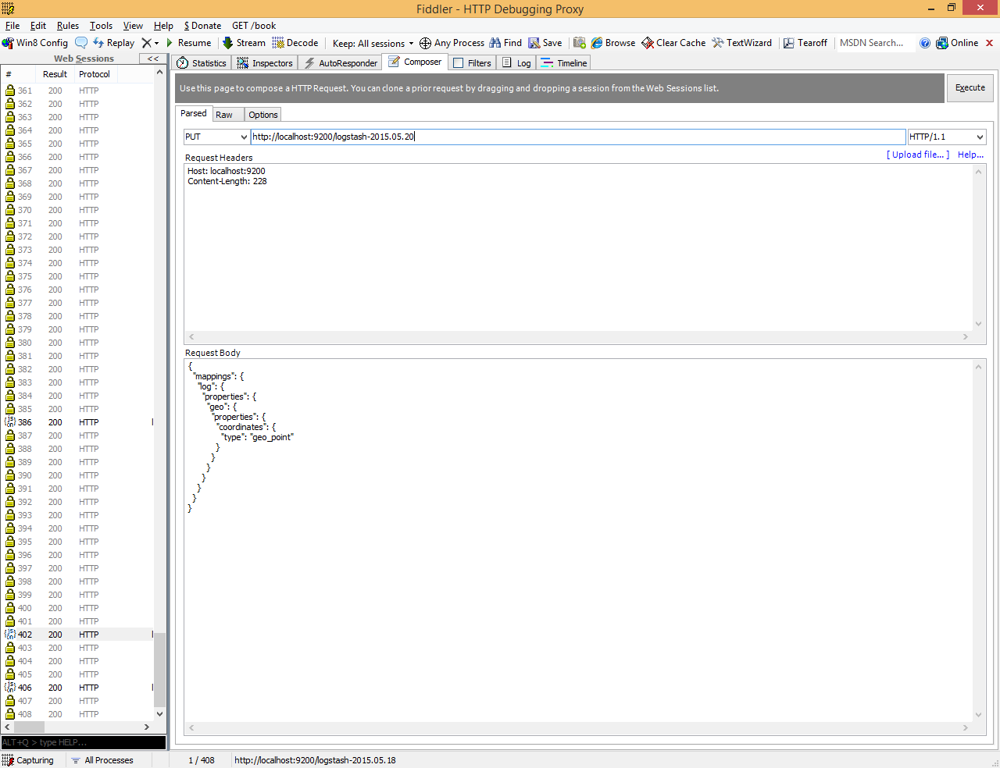 Fiddler - HTTP Debugging Proxy
File Edit Rules Tools View Help $ Donate GET /book
Win8 Config Replay Resume Stream Decode Keep: All sessions Any Process Find Save Browse Clear Cache TextWizard Tearoff MSDN Search... Online
Web Sessions <<
Statistics Inspectors AutoResponder Composer Filters Log Timeline
# Result Protocol
Use this page to compose a HTTP Request. You can clone a prior request by dragging and dropping a session from the Web Sessions list.
Execute
Parsed Raw Options
PUT http://localhost:9200/logstash-2015.05.20 HTTP/1.1
[ Upload file... ] Help...
Request Headers
Host: localhost:9200
Content-Length: 228
Request Body
{
"mappings": {
"log": {
"properties": {
"geo": {
"properties": {
"coordinates": {
"type": "geo_point"
}
}
}
}
}
}
}
361 200 HTTP
362 200 HTTP
363 200 HTTP
364 200 HTTP
365 200 HTTP
366 200 HTTP
367 200 HTTP
368 200 HTTP
369 200 HTTP
370 200 HTTP
371 200 HTTP
372 200 HTTP
373 200 HTTP
374 200 HTTP
375 200 HTTP
376 200 HTTP
377 200 HTTP
378 200 HTTP
379 200 HTTP
380 200 HTTP
381 200 HTTP
382 200 HTTP
383 200 HTTP
384 200 HTTP
385 200 HTTP
386 200 HTTP
387 200 HTTP
388 200 HTTP
389 200 HTTP
390 200 HTTP
391 200 HTTP
392 200 HTTP
393 200 HTTP
394 200 HTTP
395 200 HTTP
396 200 HTTP
397 200 HTTP
398 200 HTTP
399 200 HTTP
400 200 HTTP
401 200 HTTP
402 200 HTTP
403 200 HTTP
404 200 HTTP
405 200 HTTP
406 200 HTTP
407 200 HTTP
408 200 HTTP
ALT+Q > type HELP...
Capturing All Processes 1 / 408 http://localhost:9200/logstash-2015.05.18